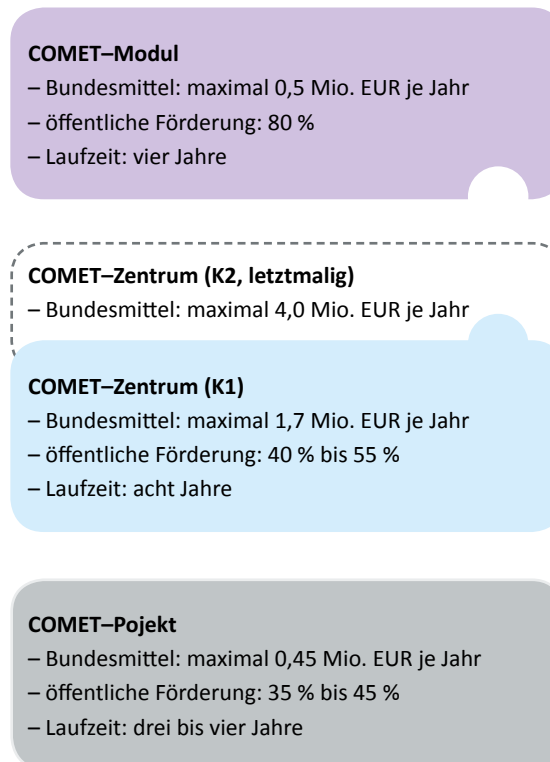 COMET–Modul
– Bundesmittel: maximal 0,5 Mio. EUR je Jahr
– öffentliche Förderung: 80 %
– Laufzeit: vier Jahre
COMET–Zentrum (K2, letztmalig)
– Bundesmittel: maximal 4,0 Mio. EUR je Jahr
COMET–Zentrum (K1)
– Bundesmittel: maximal 1,7 Mio. EUR je Jahr
– öffentliche Förderung: 40 % bis 55 %
– Laufzeit: acht Jahre
COMET–Pojekt
– Bundesmittel: maximal 0,45 Mio. EUR je Jahr
– öffentliche Förderung: 35 % bis 45 %
– Laufzeit: drei bis vier Jahre